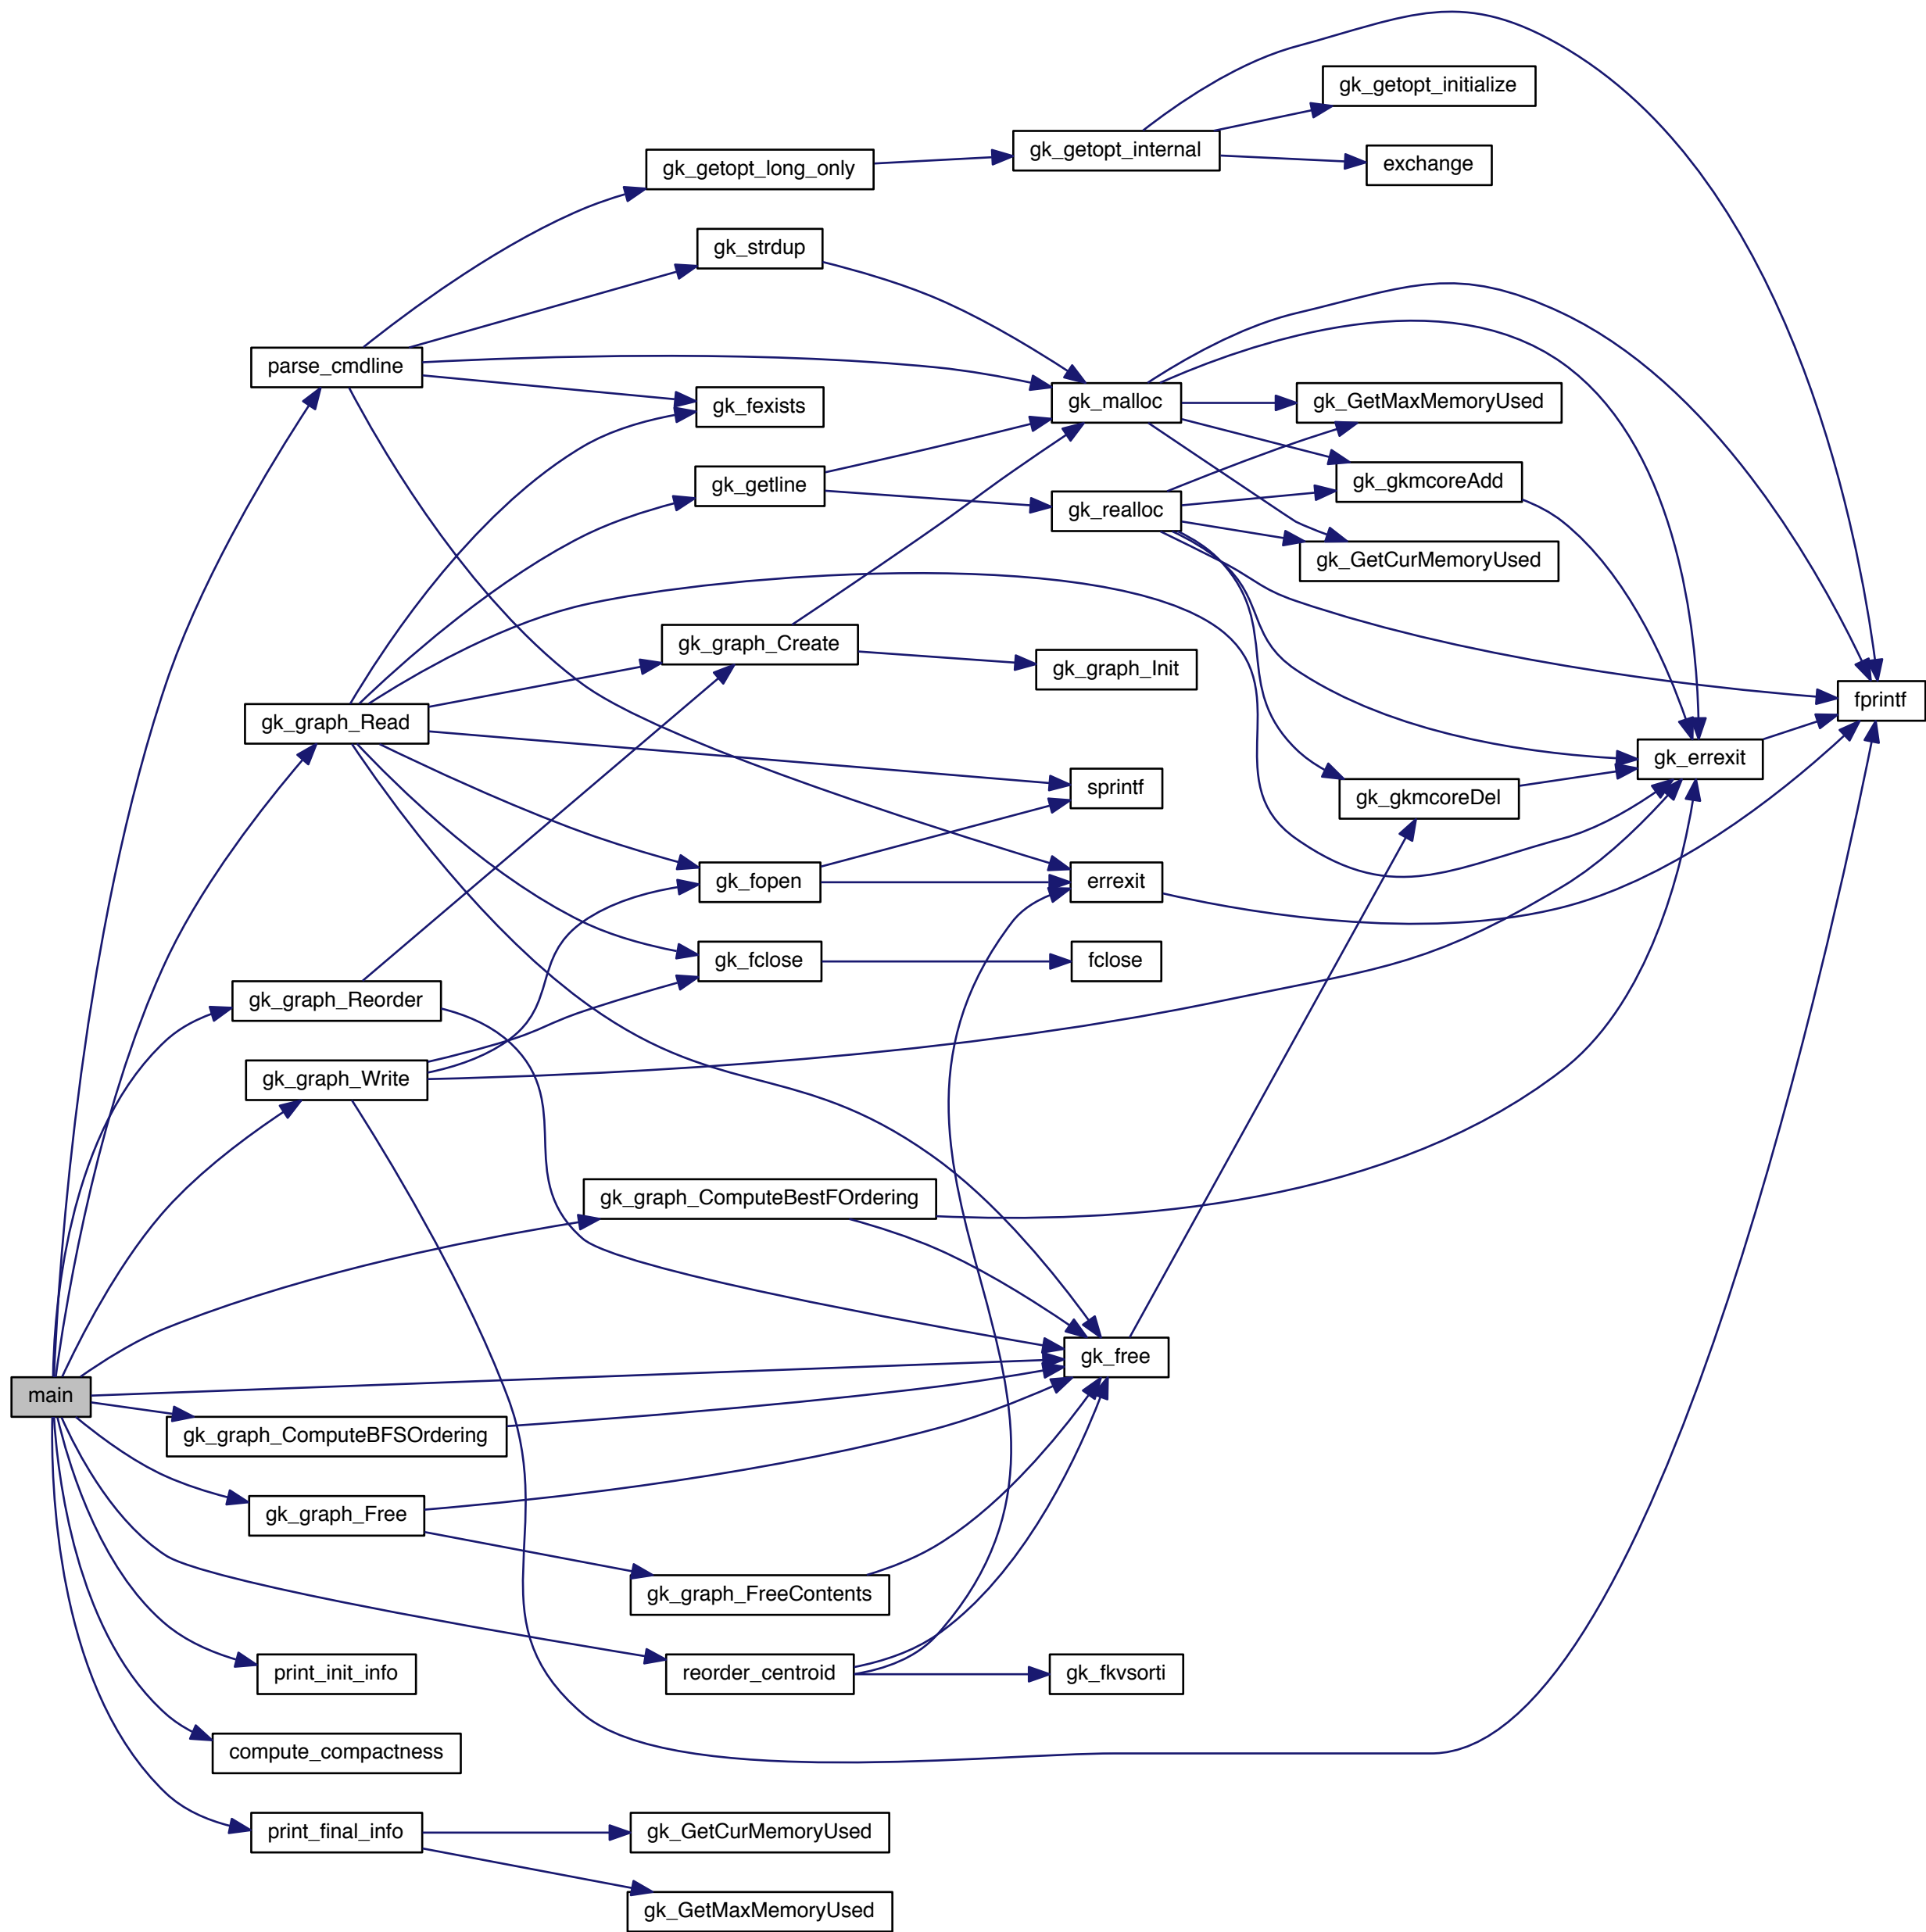 gk_getopt_initialize
gk_getopt_internal
exchange
gk_getopt_long_only
gk_strdup
parse_cmdline
gk_fexists
gk_malloc
gk_GetMaxMemoryUsed
gk_getline
gk_realloc
gk_gkmcoreAdd
gk_GetCurMemoryUsed
gk_graph_Create
gk_graph_Init
gk_graph_Read
fprintf
gk_errexit
sprintf
gk_gkmcoreDel
gk_fopen
errexit
gk_fclose
fclose
gk_graph_Reorder
gk_graph_Write
gk_graph_ComputeBestFOrdering
gk_free
main
gk_graph_ComputeBFSOrdering
gk_graph_Free
gk_graph_FreeContents
print_init_info
reorder_centroid
gk_fkvsorti
compute_compactness
print_final_info
gk_GetCurMemoryUsed
gk_GetMaxMemoryUsed